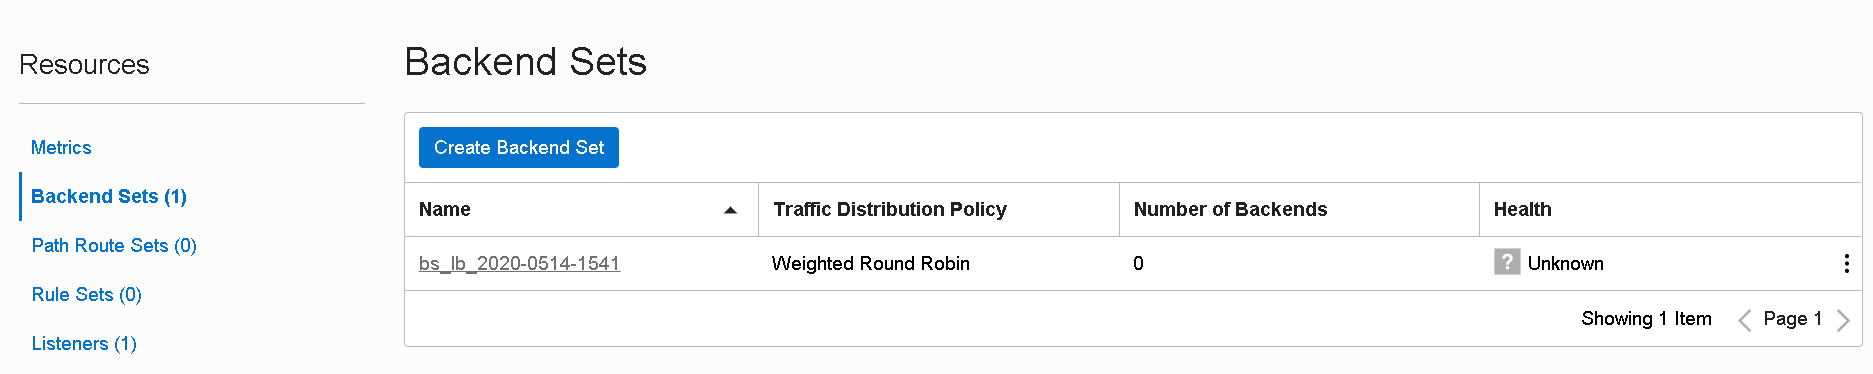 Resources
Metrics
Backend Sets (1)
Path Route Sets (0)
Rule Sets (0)
Listeners (1)
Backend Sets
Create Backend Set
Name Traffic Distribution Policy Number of Backends Health
bs_lb_2020-0514-1541 Weighted Round Robin 0 ? Unknown
Showing 1 Item Page 1